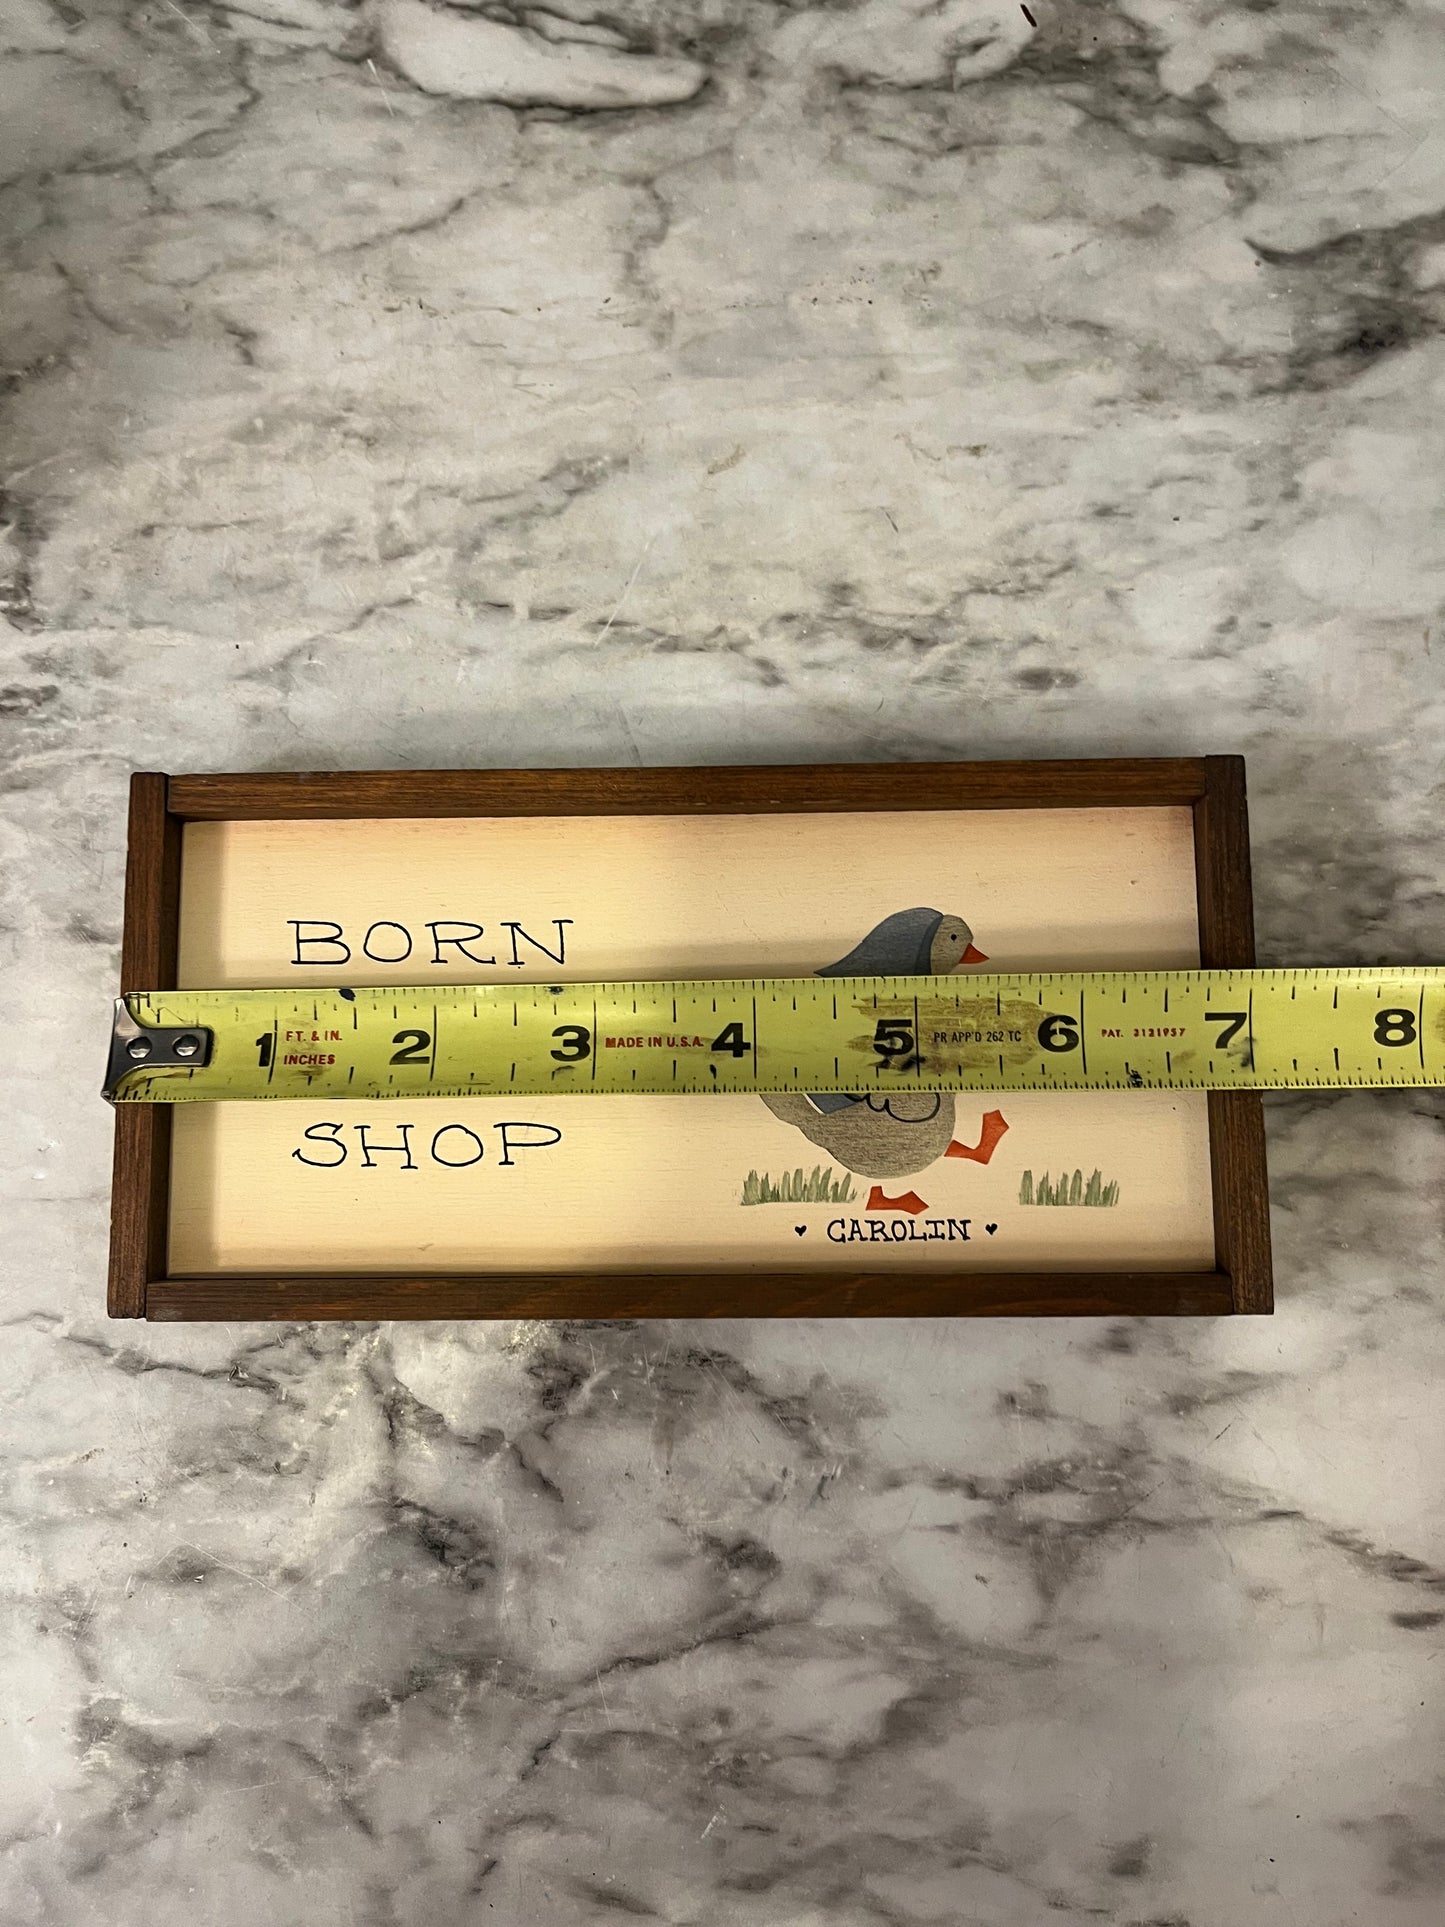 BORN
1 FT. & IN. INCHES 2 3 MADE IN U.S.A. 4 5 PR APP'D 262 TC 6 PAT. 3121957 7 8
SHOP
♥ CAROLIN ♥